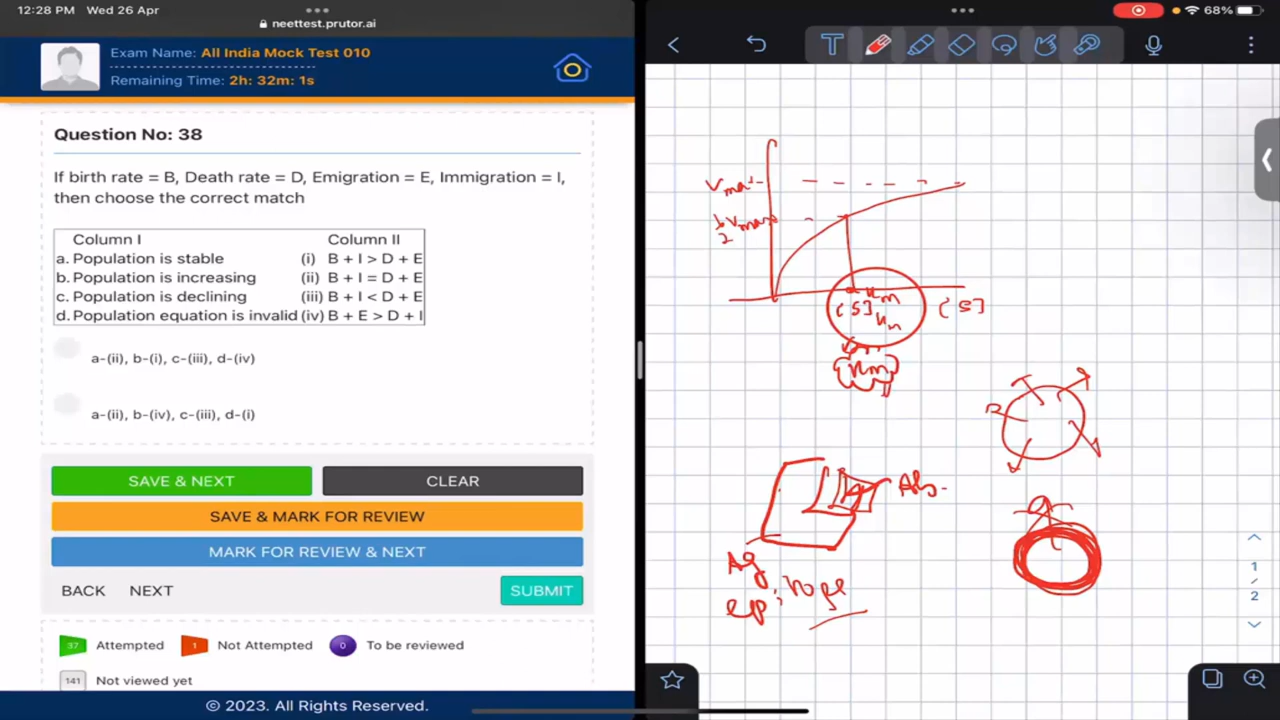 12:28 PM Wed 26 Apr
neettest.prutor.ai
68%
Exam Name: All India Mock Test 010
Remaining Time: 2h: 32m: 1s
Question No: 38
If birth rate = B, Death rate = D, Emigration = E, Immigration = I,
then choose the correct match
Column I Column II
a. Population is stable (i) B + I > D + E
b. Population is increasing (ii) B + I = D + E
c. Population is declining (iii) B + I < D + E
d. Population equation is invalid (iv) B + E > D + I
a-(ii), b-(i), c-(iii), d-(iv)
a-(ii), b-(iv), c-(iii), d-(i)
SAVE & NEXT CLEAR
SAVE & MARK FOR REVIEW
MARK FOR REVIEW & NEXT
BACK NEXT SUBMIT
37 Attempted 1 Not Attempted 0 To be reviewed
141 Not viewed yet
© 2023. All Rights Reserved.
T
Vmax
Vmax
2
Km
[S]
[S]
Km
Ab.
Ag
1
/
2